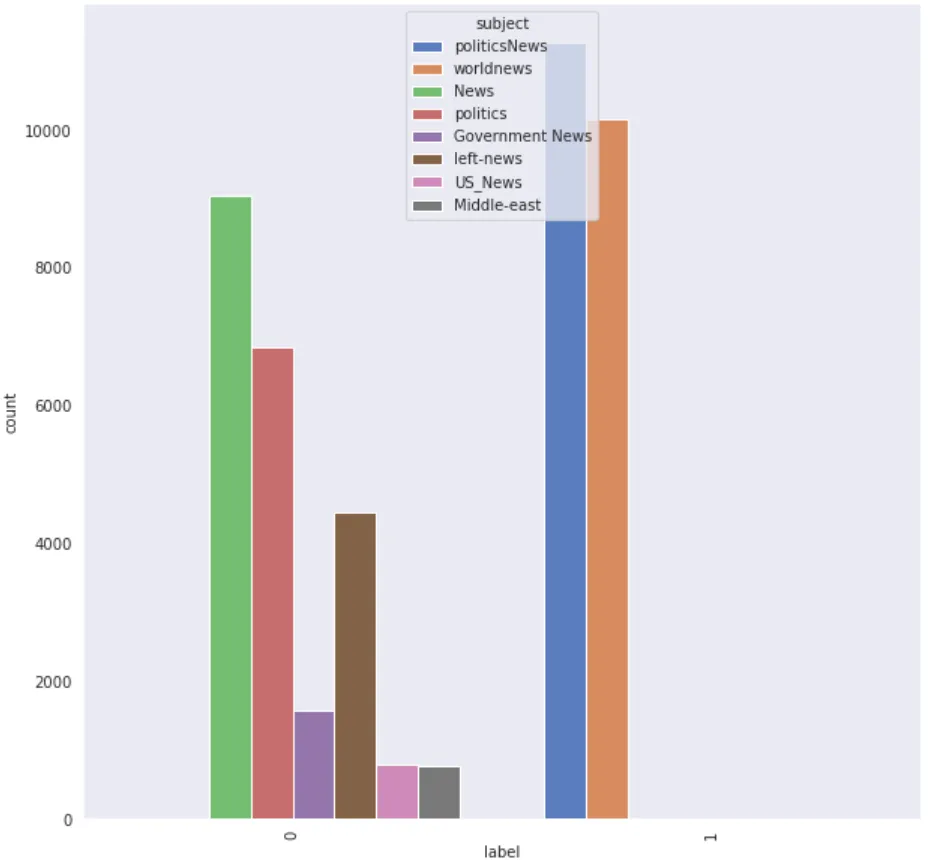 subject
politicsNews
worldnews
News
politics
Government News
left-news
US_News
Middle-east
10000
8000
6000
4000
2000
0
count
0
1
label